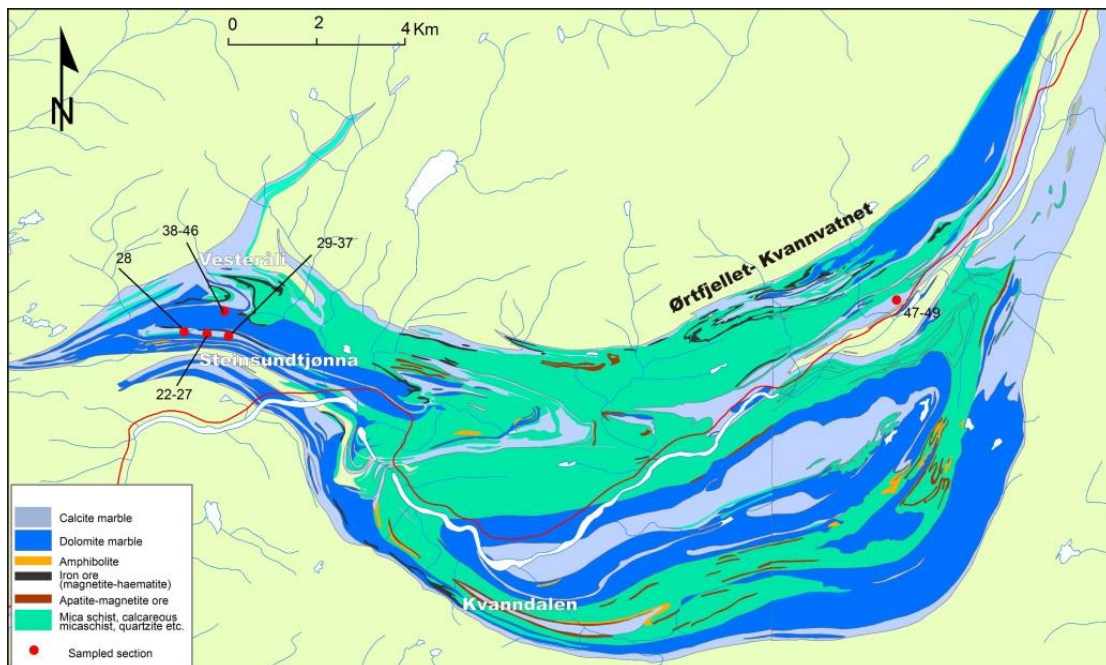 0 2 4 Km
N
38-46
29-37
28
Vesteråli
Ørtfjellet- Kvannvatnet
47-49
Steinsundtjønna
22-27
Kvanndalen
Calcite marble
Dolomite marble
Amphibolite
Iron ore
(magnetite-haematite)
Apatite-magnetite ore
Mica schist, calcareous
micaschist, quartzite etc.
Sampled section